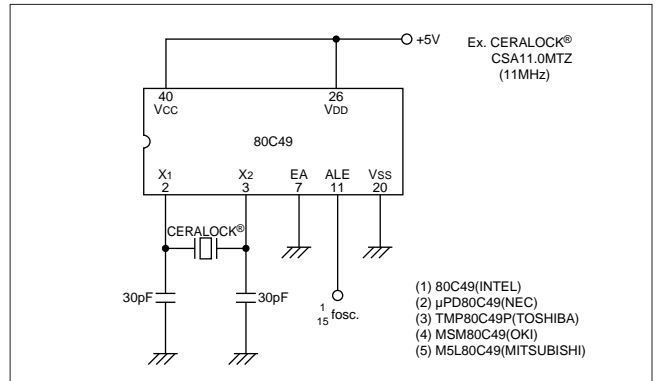 +5V
Ex. CERALOCK®
CSA11.0MTZ
(11MHz)
40 26
VCC VDD
80C49
X1 X2 EA ALE VSS
2 3 7 11 20
CERALOCK®
30pF 30pF
1
15 fosc.
(1) 80C49(INTEL)
(2) µPD80C49(NEC)
(3) TMP80C49P(TOSHIBA)
(4) MSM80C49(OKI)
(5) M5L80C49(MITSUBISHI)